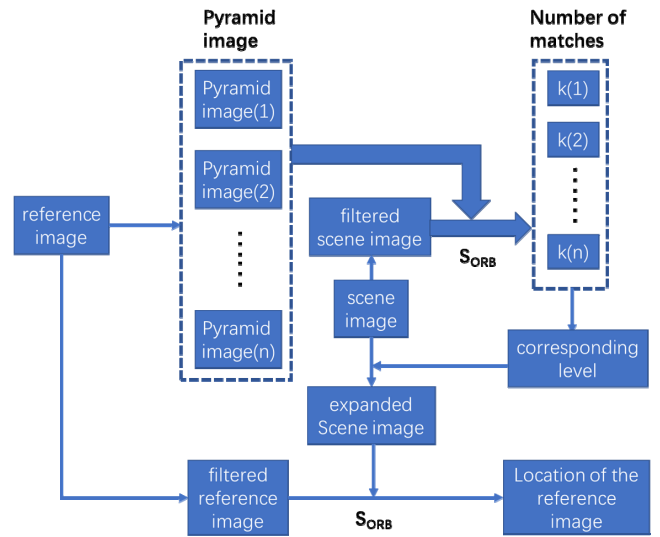 Pyramid
image
Number of
matches
Pyramid
image(1)
Pyramid
image(2)
Pyramid
image(n)
k(1)
k(2)
k(n)
reference
image
filtered
scene image
SORB
scene
image
corresponding
level
expanded
Scene image
filtered
reference
image
SORB
Location of the
reference
image